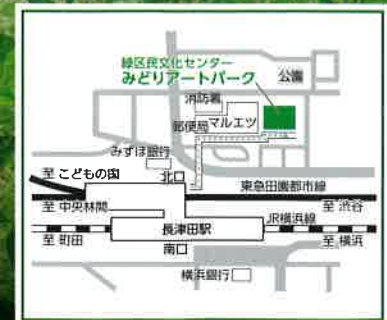 緑区民文化センター
みどりアートパーク
公園
消防署
郵便局
マルエツ
みずほ銀行
至 こどもの国
北口
東急田園都市線
至 中央林間
至 渋谷
JR横浜線
至 町田
長津田駅
至 横浜
南口
横浜銀行